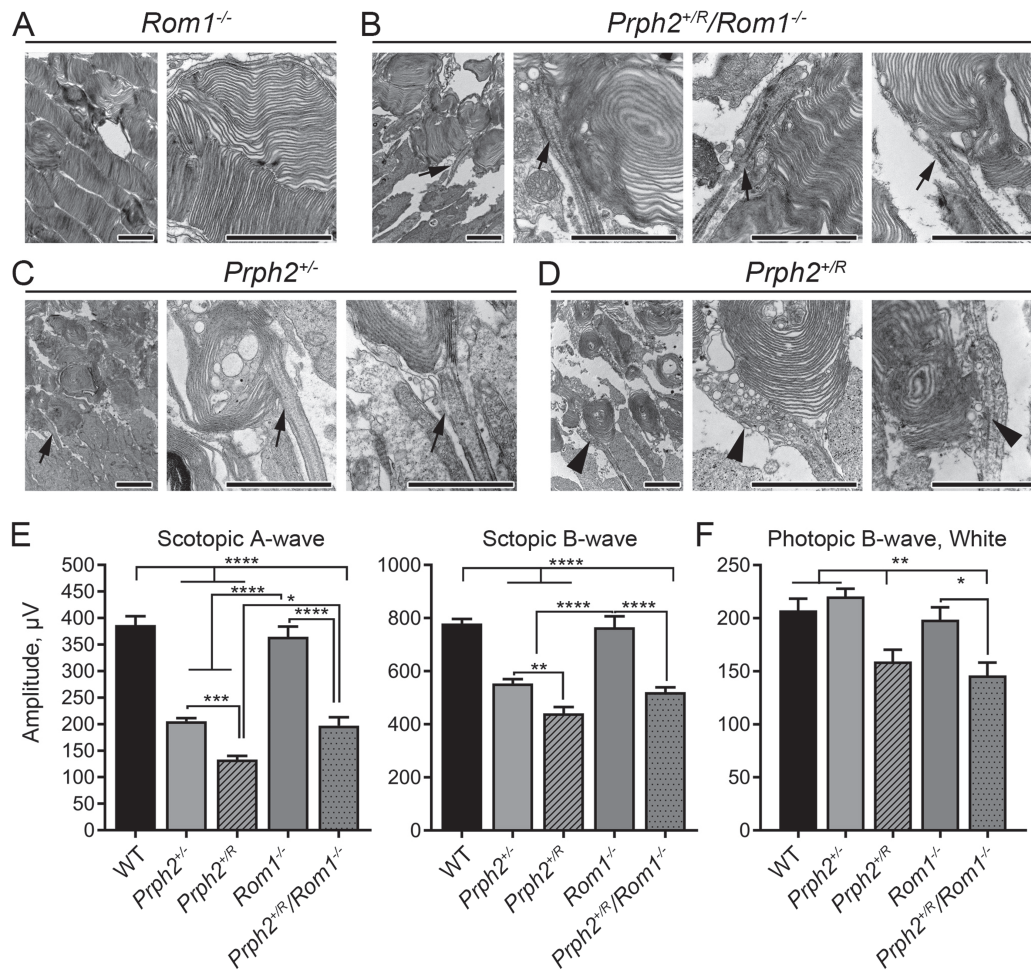 A
Rom1-/-
B
Prph2+/R/Rom1-/-
C
Prph2+/-
D
Prph2+/R
E
Scotopic A-wave
Amplitude, µV
500
450
400
350
300
250
200
150
100
50
0
****
****
*
****
***
WT
Prph2+/-
Prph2+/R
Rom1-/-
Prph2+/R/Rom1-/-
Sctopic B-wave
1000
800
600
400
200
0
****
****
****
**
WT
Prph2+/-
Prph2+/R
Rom1-/-
Prph2+/R/Rom1-/-
F
Photopic B-wave, White
250
200
150
100
50
0
**
*
WT
Prph2+/-
Prph2+/R
Rom1-/-
Prph2+/R/Rom1-/-